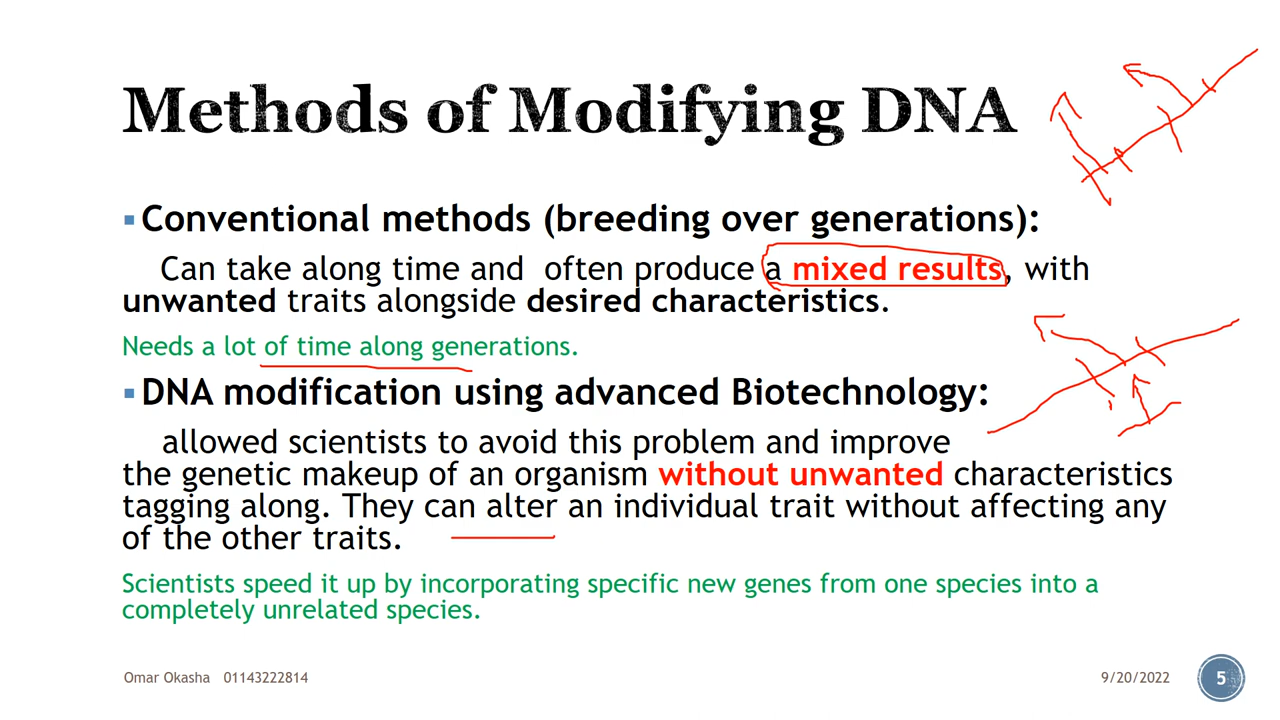 Methods of Modifying DNA
▪ Conventional methods (breeding over generations):
Can take along time and often produce a mixed results, with
unwanted traits alongside desired characteristics.
Needs a lot of time along generations.
▪ DNA modification using advanced Biotechnology:
allowed scientists to avoid this problem and improve
the genetic makeup of an organism without unwanted characteristics
tagging along. They can alter an individual trait without affecting any
of the other traits.
Scientists speed it up by incorporating specific new genes from one species into a
completely unrelated species.
Omar Okasha 01143222814
9/20/2022
5